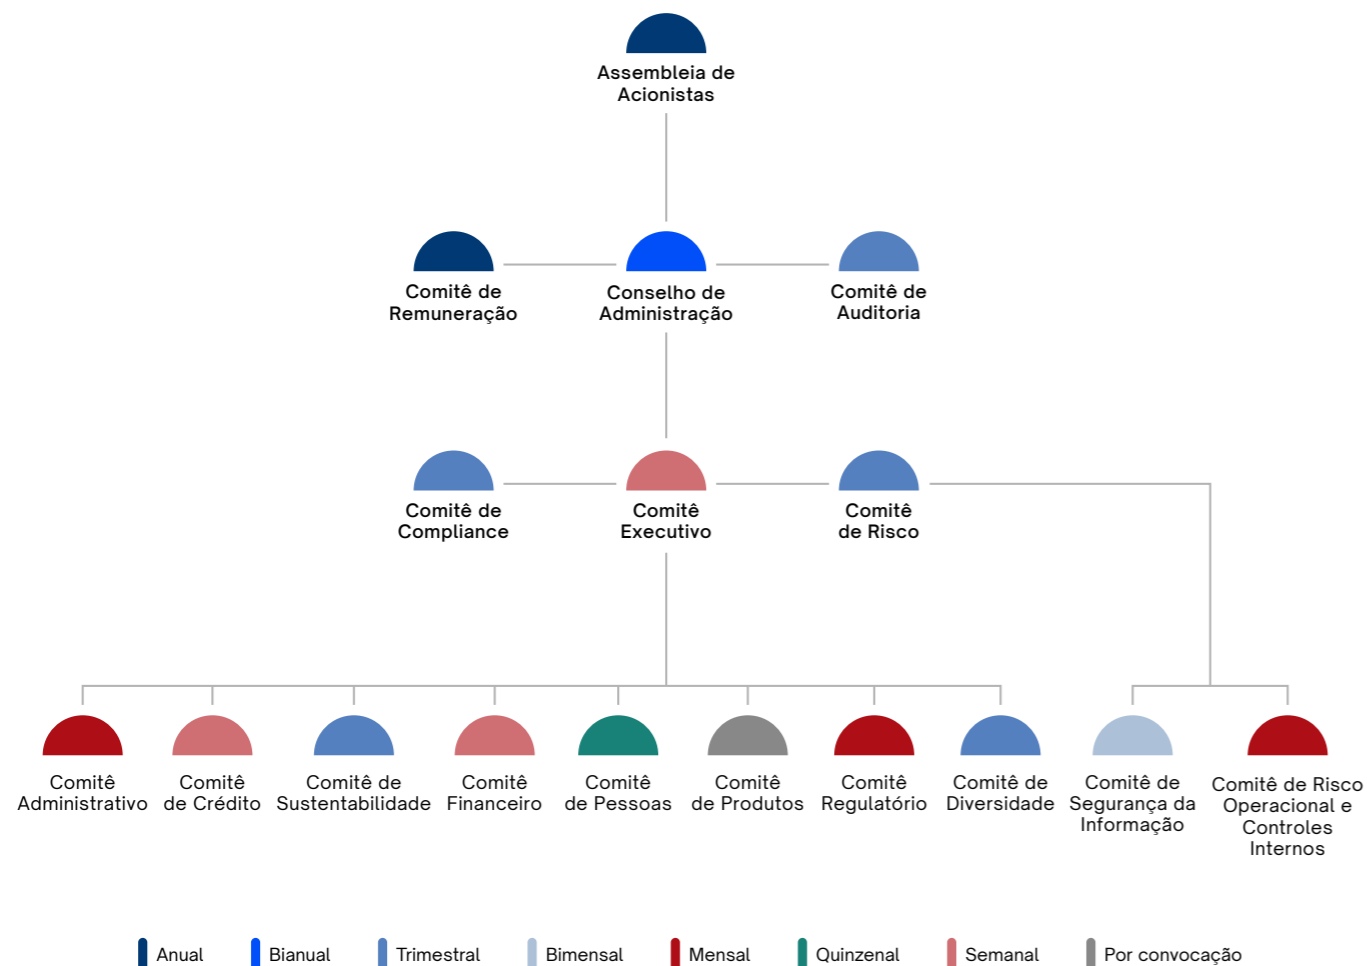 Assembleia de
Acionistas
Comitê de
Remuneração
Conselho de
Administração
Comitê de
Auditoria
Comitê de
Compliance
Comitê
Executivo
Comitê
de Risco
Comitê
Administrativo
Comitê
de Crédito
Comitê de
Sustentabilidade
Comitê
Financeiro
Comitê
de Pessoas
Comitê
de Produtos
Comitê
Regulatório
Comitê de
Diversidade
Comitê de
Segurança da
Informação
Comitê de Risco
Operacional e
Controles
Internos
Anual
Bianual
Trimestral
Bimensal
Mensal
Quinzenal
Semanal
Por convocação